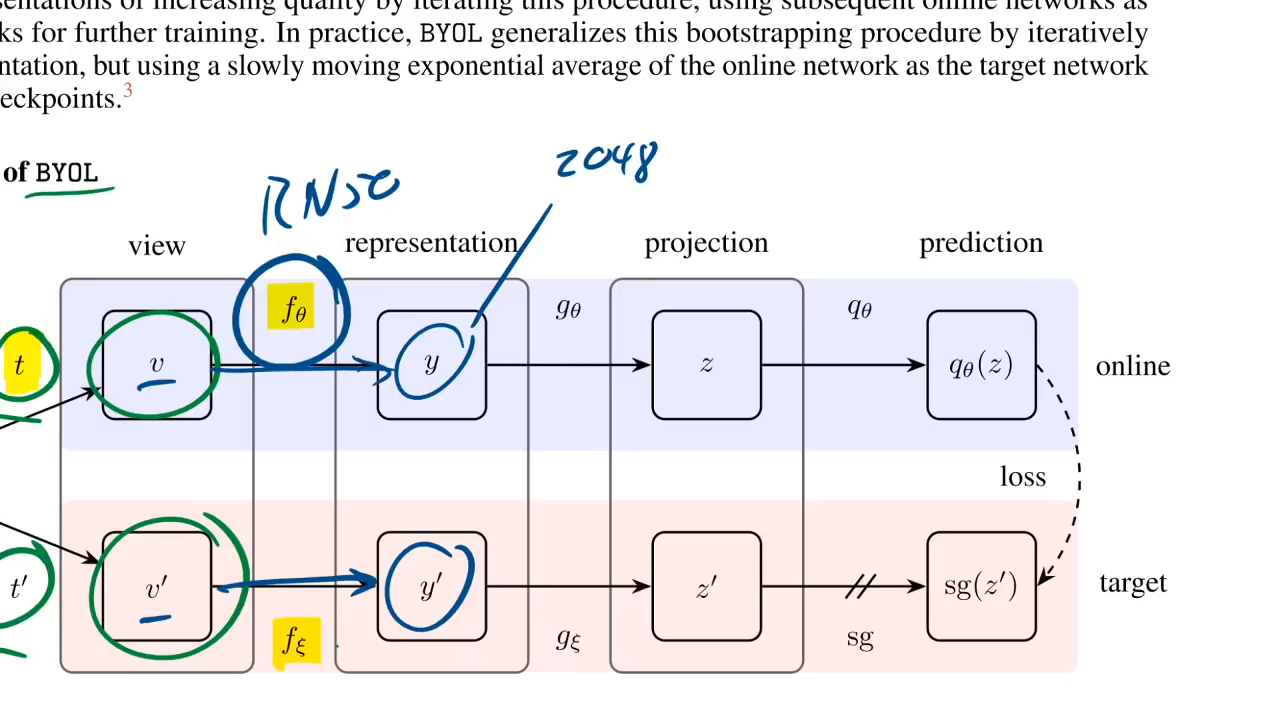 sentations of increasing quality by iterating this procedure, using subsequent online networks as
ks for further training. In practice, BYOL generalizes this bootstrapping procedure by iteratively
ntation, but using a slowly moving exponential average of the online network as the target network
eckpoints.3
of BYOL
RN50
2048
view
representation
projection
prediction
t
v
fθ
y
gθ
z
qθ
qθ(z)
online
loss
t′
v′
fξ
y′
gξ
z′
sg
sg(z′)
target